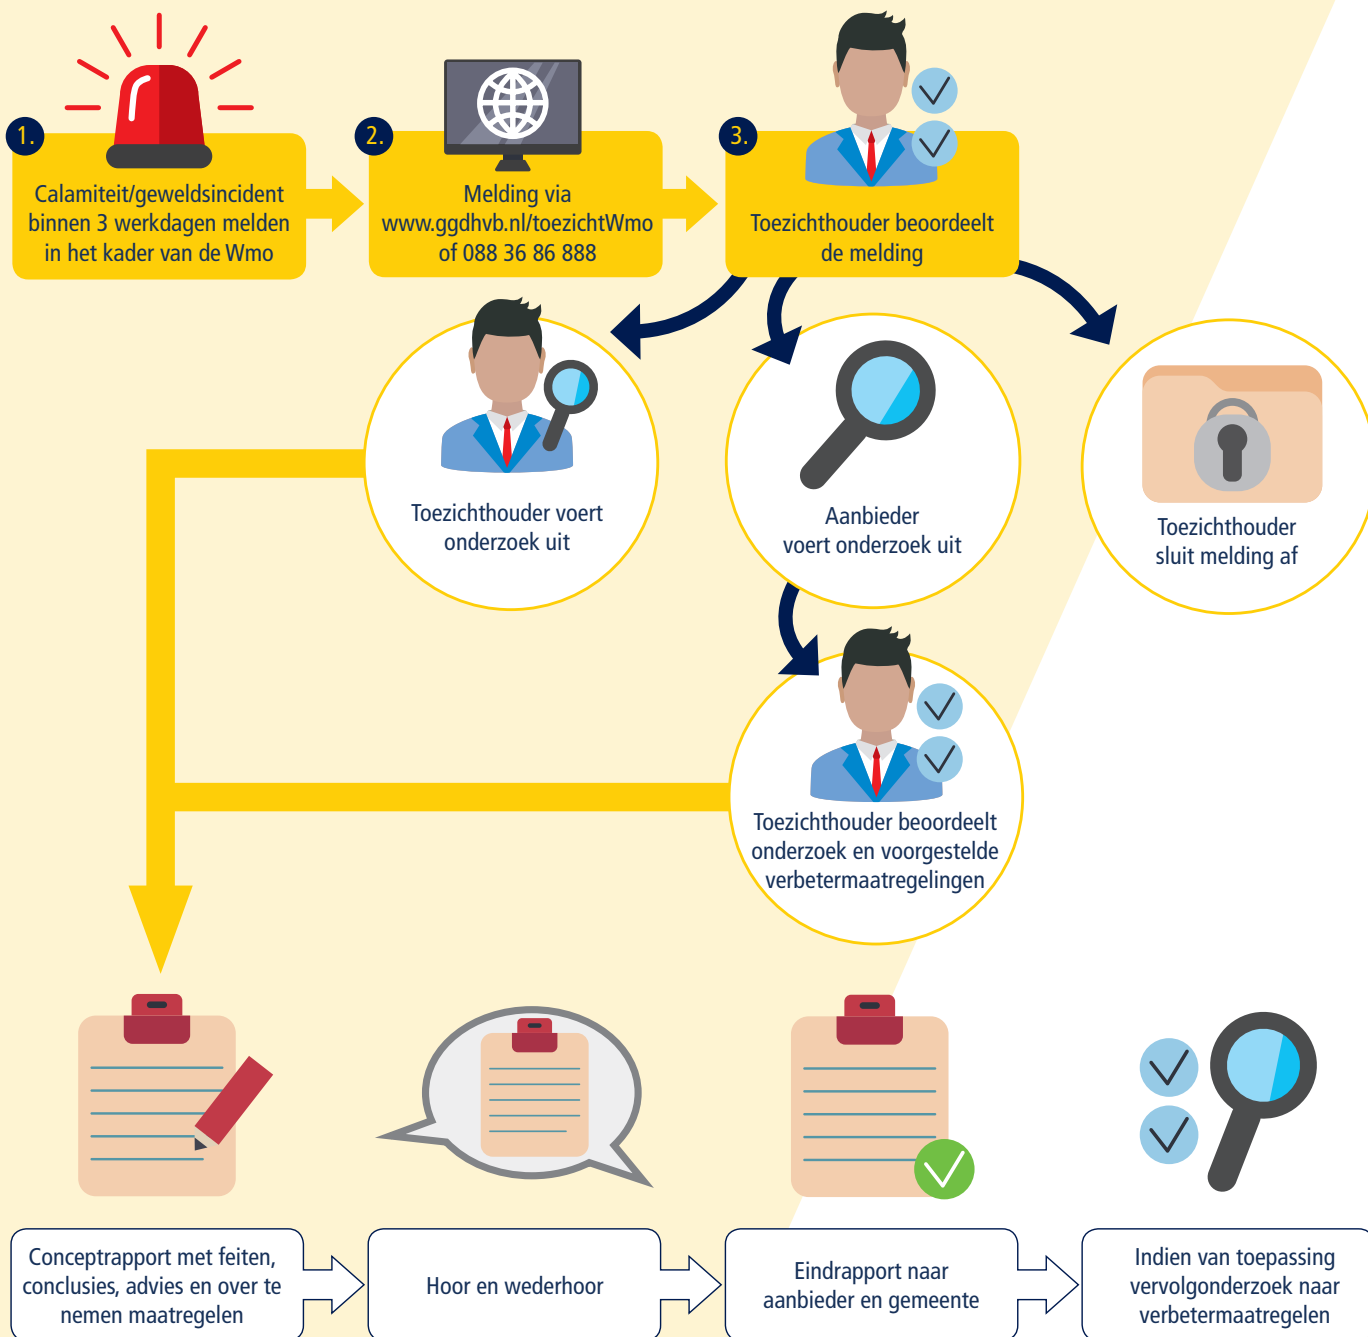 1.
Calamiteit/geweldsincident
binnen 3 werkdagen melden
in het kader van de Wmo
2.
Melding via
www.ggdhvb.nl/toezichtWmo
of 088 36 86 888
3.
Toezichthouder beoordeelt
de melding
Toezichthouder voert
onderzoek uit
Aanbieder
voert onderzoek uit
Toezichthouder
sluit melding af
Toezichthouder beoordeelt
onderzoek en voorgestelde
verbetermaatregelingen
Conceptrapport met feiten,
conclusies, advies en over te
nemen maatregelen
Hoor en wederhoor
Eindrapport naar
aanbieder en gemeente
Indien van toepassing
vervolgonderzoek naar
verbetermaatregelen